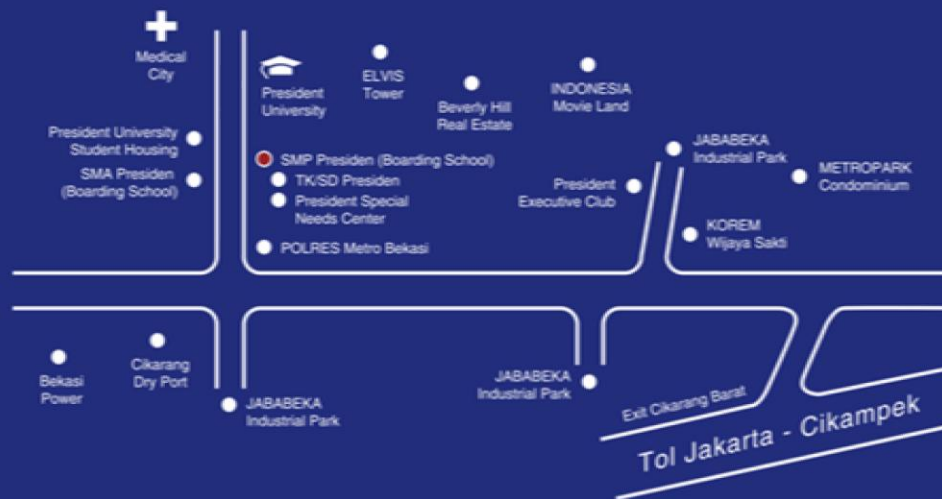 Medical
City
President
University
ELVIS
Tower
Beverly Hill
Real Estate
INDONESIA
Movie Land
President University
Student Housing
SMA Presiden
(Boarding School)
SMP Presiden (Boarding School)
TK/SD Presiden
President Special
Needs Center
POLRES Metro Bekasi
JABABEKA
Industrial Park
METROPARK
Condominium
President
Executive Club
KOREM
Wijaya Sakti
Bekasi
Power
Cikarang
Dry Port
JABABEKA
Industrial Park
JABABEKA
Industrial Park
Exit Cikarang Barat
Tol Jakarta - Cikampek